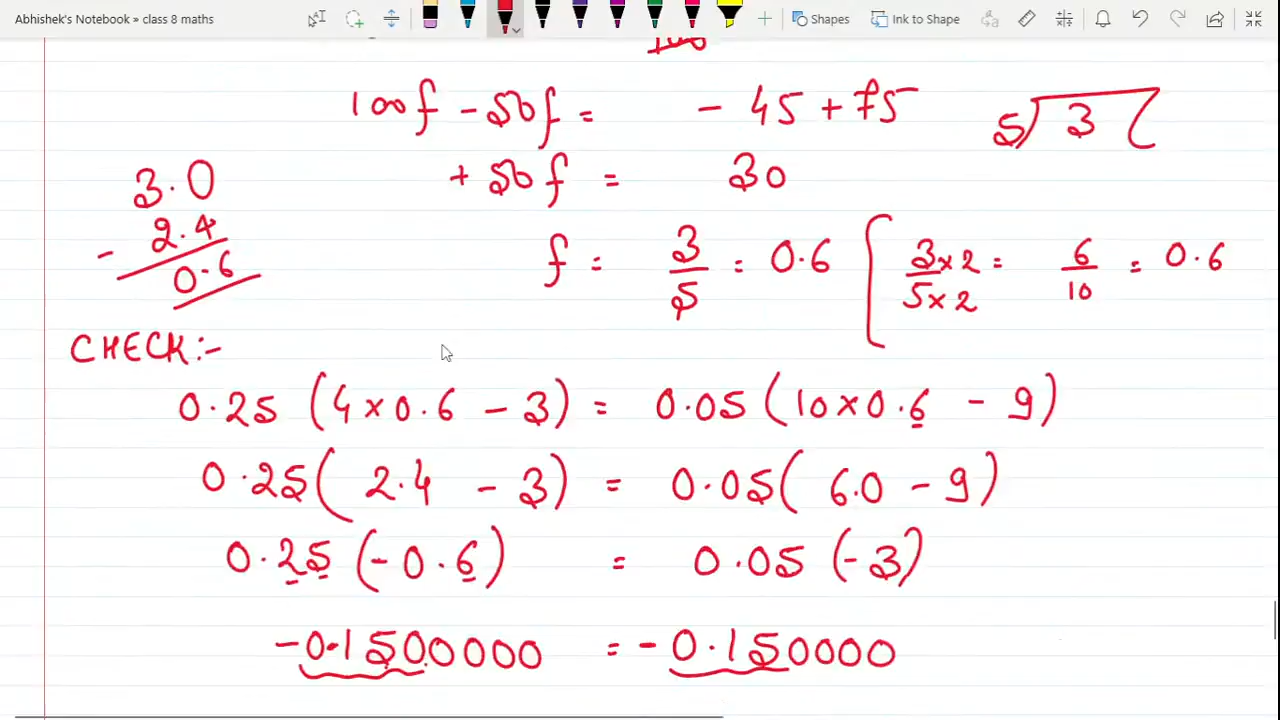 Abhishek's Notebook » class 8 maths
Shapes
Ink to Shape
100
100f - 50f = - 45 + 75
5) 3 (
+ 50f = 30
3.0
- 2.4
0.6
f = 3/5 = 0.6 { 3×2/5×2 = 6/10 = 0.6
CHECK:-
0.25 (4×0.6 - 3) = 0.05 (10×0.6 - 9)
0.25( 2.4 - 3) = 0.05( 6.0 - 9)
0.25 (-0.6) = 0.05 (-3)
-0.1500000 = -0.150000